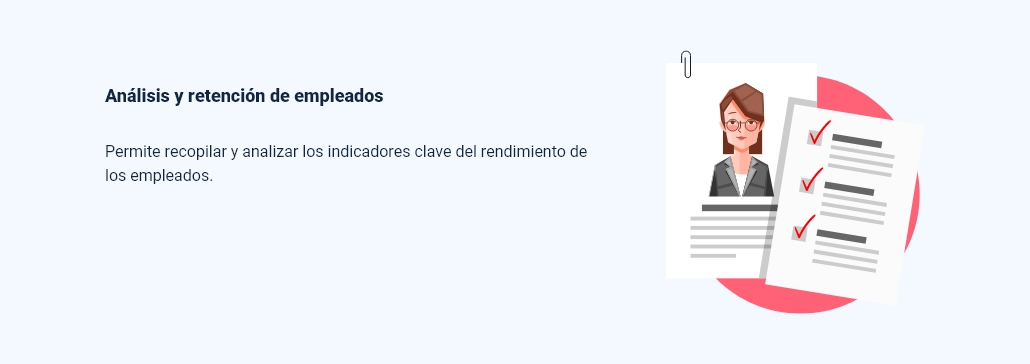 Análisis y retención de empleados
Permite recopilar y analizar los indicadores clave del rendimiento de
los empleados.